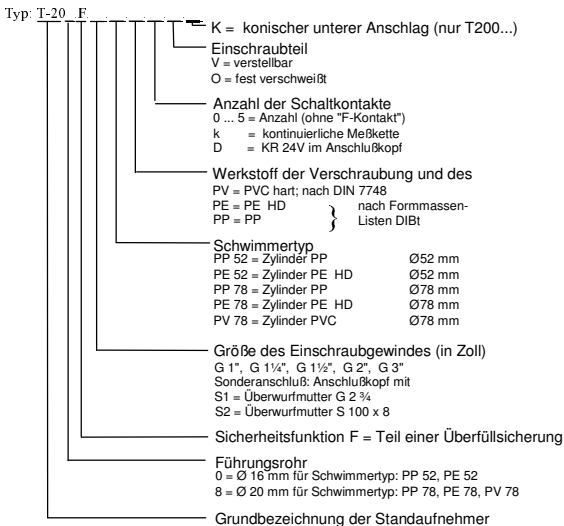 Typ: T-20 .F. . . . . .
K = konischer unterer Anschlag (nur T200...)
Einschraubteil
V = verstellbar
O = fest verschweißt
Anzahl der Schaltkontakte
0 ... 5 = Anzahl (ohne "F-Kontakt")
k = kontinuierliche Meßkette
D = KR 24V im Anschlußkopf
Werkstoff der Verschraubung und des
PV = PVC hart; nach DIN 7748
PE = PE HD } nach Formmassen-
PP = PP Listen DIBt
Schwimmertyp
PP 52 = Zylinder PP Ø52 mm
PE 52 = Zylinder PE HD Ø52 mm
PP 78 = Zylinder PP Ø78 mm
PE 78 = Zylinder PE HD Ø78 mm
PV 78 = Zylinder PVC Ø78 mm
Größe des Einschraubgewindes (in Zoll)
G 1", G 1¼", G 1½", G 2", G 3"
Sonderanschluß: Anschlußkopf mit
S1 = Überwurfmutter G 2 ¾
S2 = Überwurfmutter S 100 x 8
Sicherheitsfunktion F = Teil einer Überfüllsicherung
Führungsrohr
0 = Ø 16 mm für Schwimmertyp: PP 52, PE 52
8 = Ø 20 mm für Schwimmertyp: PP 78, PE 78, PV 78
Grundbezeichnung der Standaufnehmer